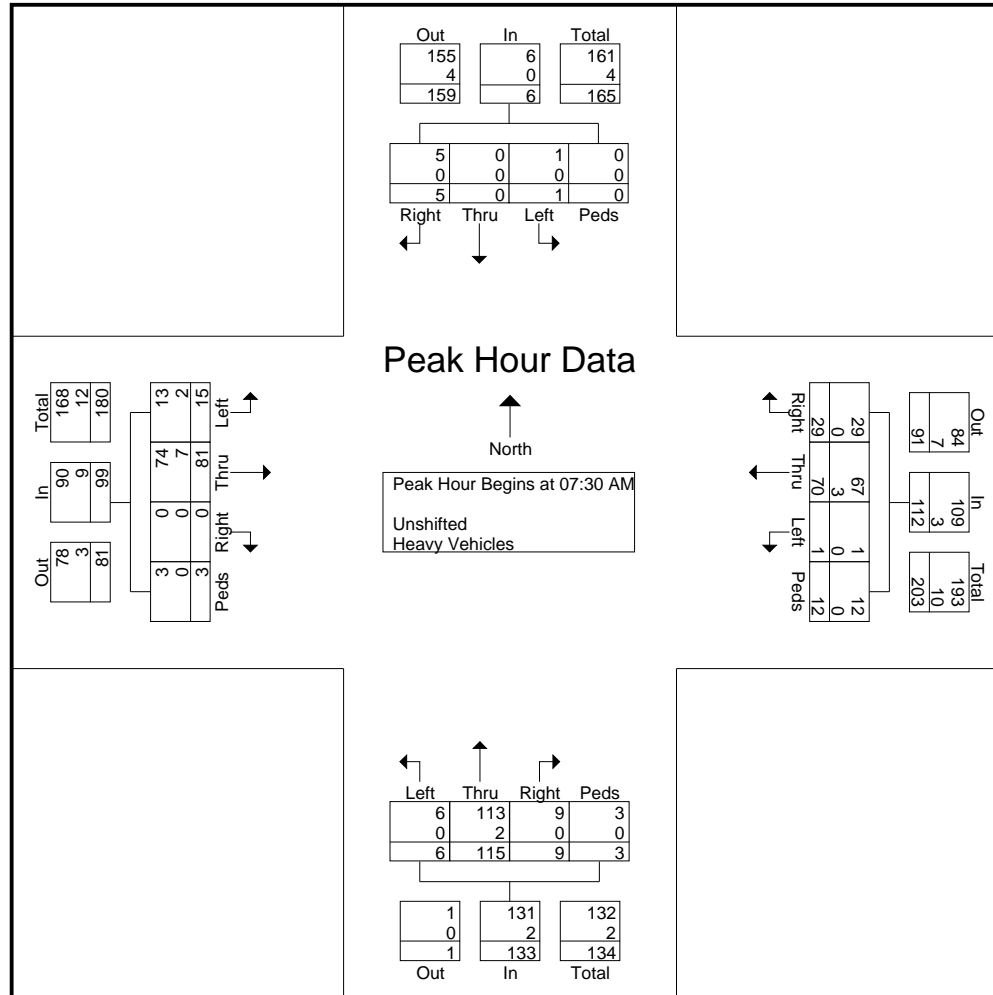 Out In Total
155 6 161
4 0 4
159 6 165
5 0 1 0
0 0 0 0
5 0 1 0
Right Thru Left Peds
Peak Hour Data
North
Peak Hour Begins at 07:30 AM
Unshifted
Heavy Vehicles
Total In Out
168 90 78
12 9 3
180 99 81
13 74 0 3
2 7 0 0
15 81 0 3
Left Thru Right Peds
Out In Total
84 109 193
7 3 10
91 112 203
29 67 1 12
0 3 0 0
29 70 1 12
Right Thru Left Peds
Left Thru Right Peds
6 113 9 3
0 2 0 0
6 115 9 3
1 131 132
0 2 2
1 133 134
Out In Total